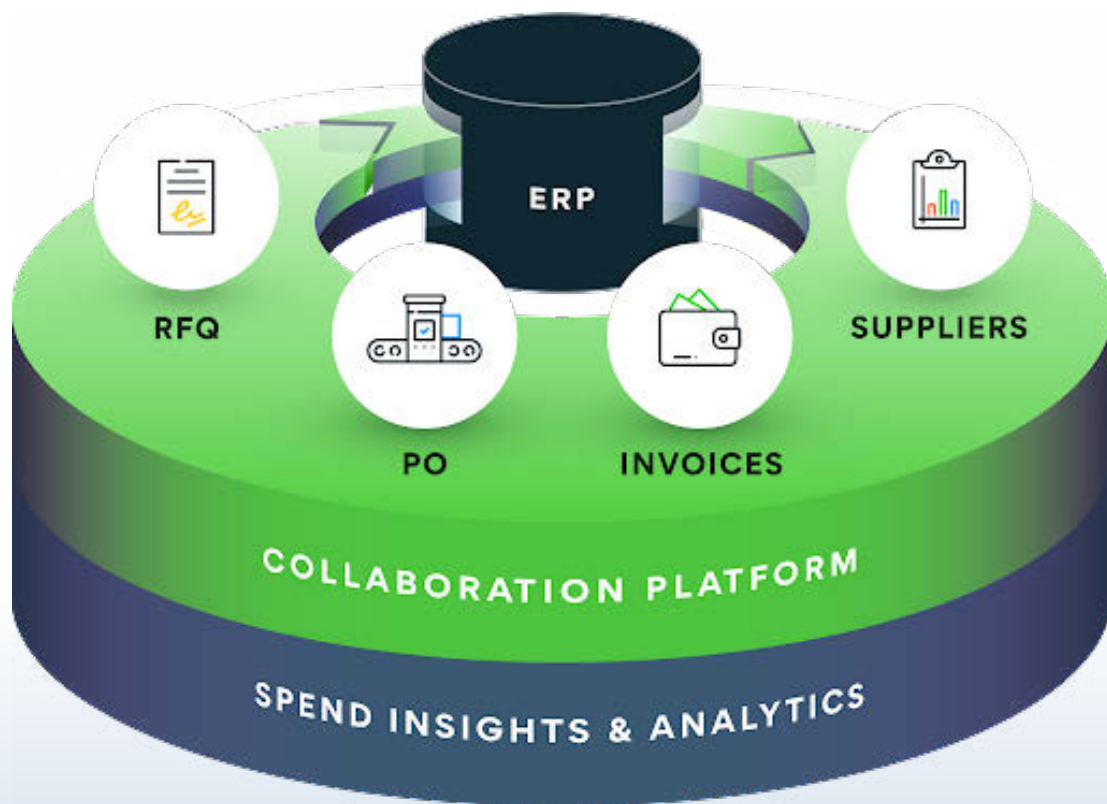 ERP
RFQ
SUPPLIERS
PO
INVOICES
COLLABORATION PLATFORM
SPEND INSIGHTS & ANALYTICS